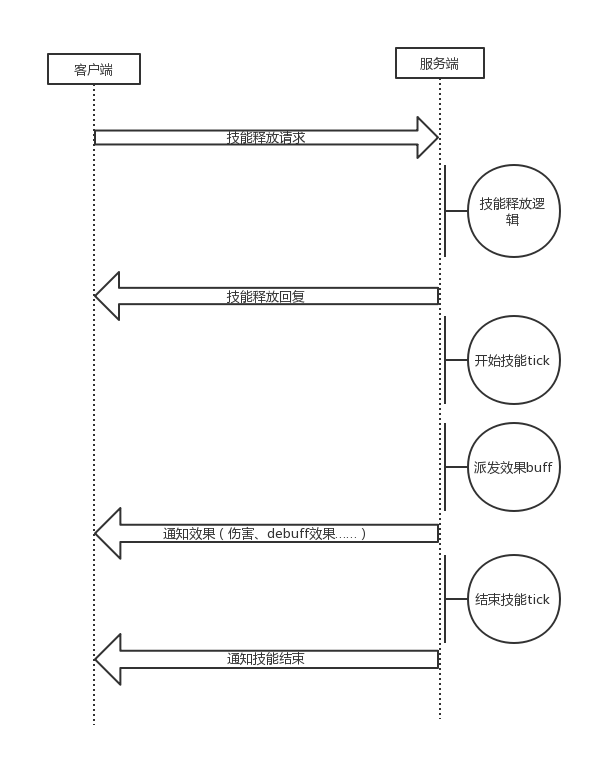 客户端
服务端
技能释放请求
技能释放逻
辑
技能释放回复
开始技能tick
派发效果buff
通知效果（伤害、debuff效果……）
结束技能tick
通知技能结束